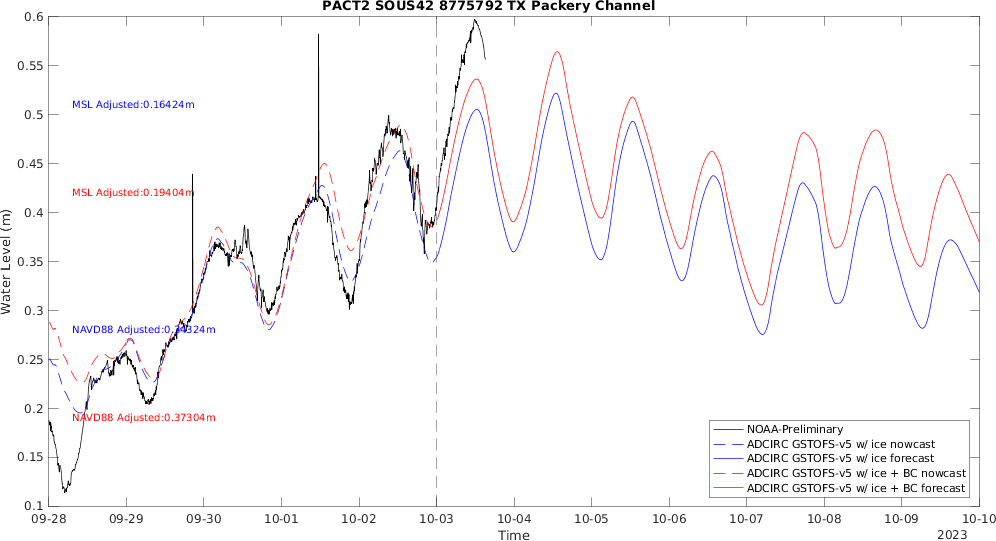 PACT2 SOUS42 8775792 TX Packery Channel
0.6
0.55
0.5
0.45
0.4
0.35
0.3
0.25
0.2
0.15
0.1
Water Level (m)
MSL Adjusted:0.16424m
MSL Adjusted:0.19404m
NAVD88 Adjusted:0.34324m
NAVD88 Adjusted:0.37304m
NOAA-Preliminary
ADCIRC GSTOFS-v5 w/ ice nowcast
ADCIRC GSTOFS-v5 w/ ice forecast
ADCIRC GSTOFS-v5 w/ ice + BC nowcast
ADCIRC GSTOFS-v5 w/ ice + BC forecast
09-28 09-29 09-30 10-01 10-02 10-03 10-04 10-05 10-06 10-07 10-08 10-09 10-10
Time
2023